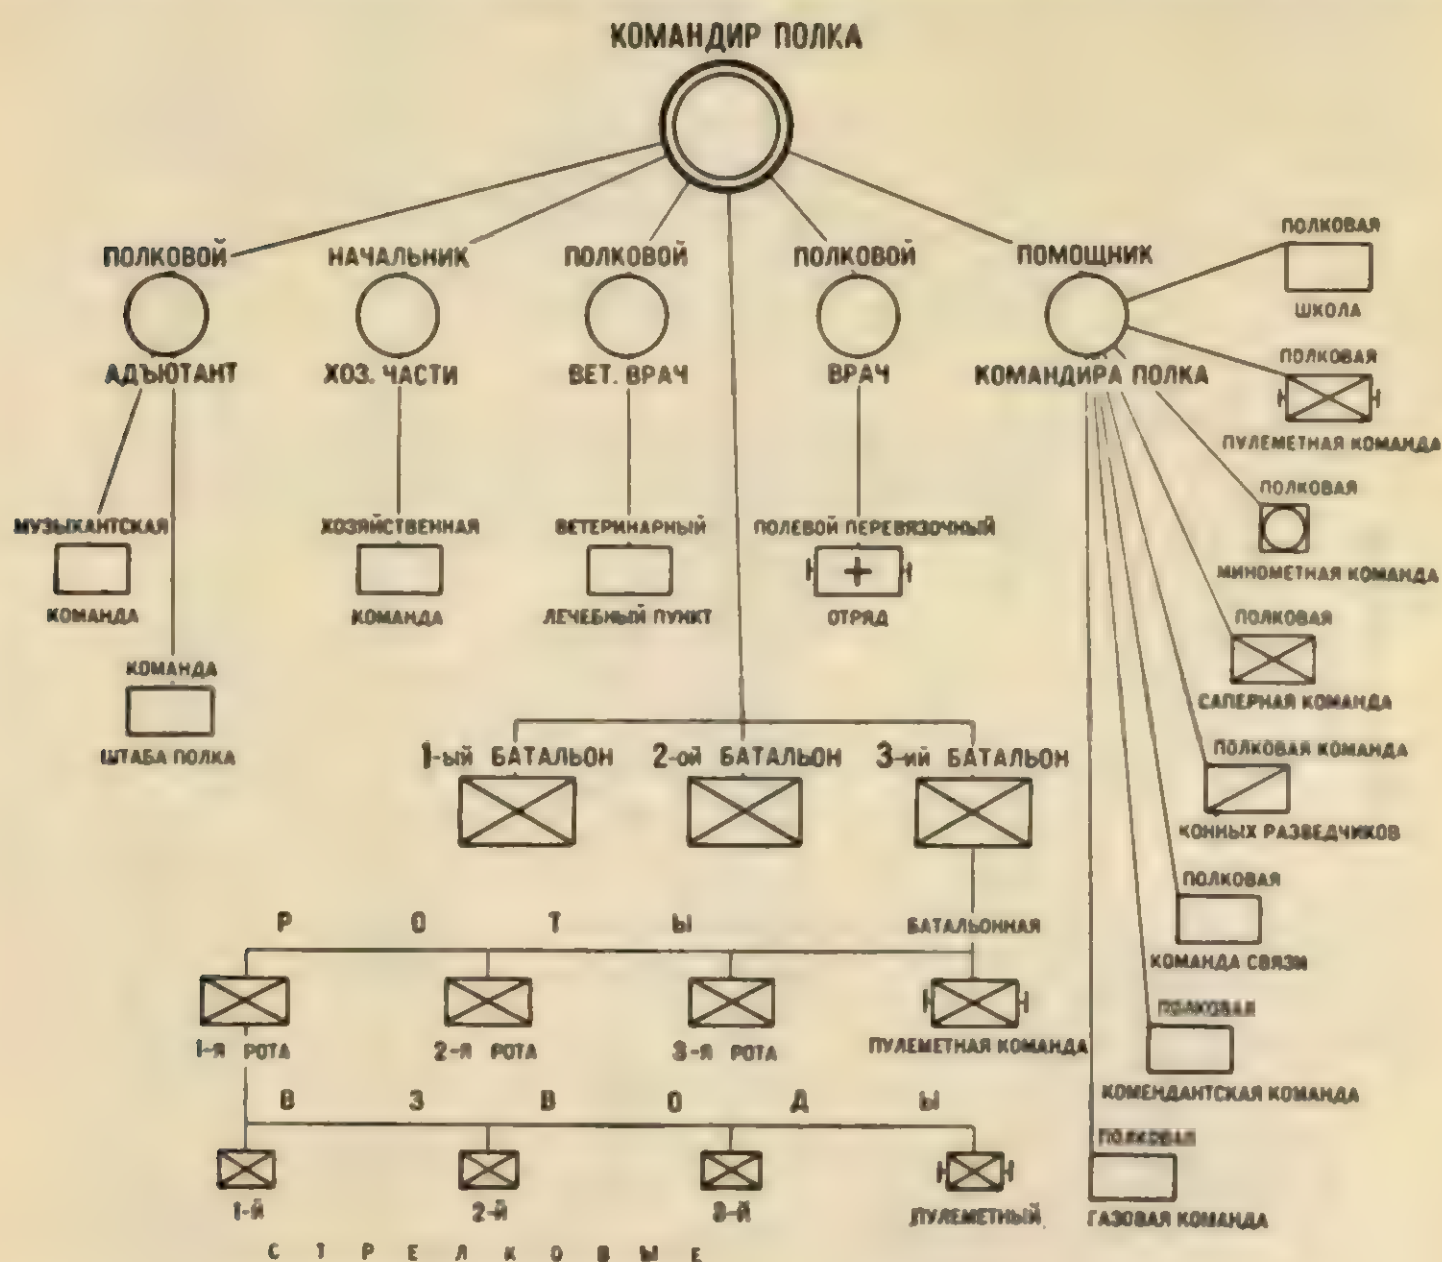 КОМАНДИР ПОЛКА
ПОЛКОВОЙ
АДЪЮТАНТ
НАЧАЛЬНИК
ХОЗ. ЧАСТИ
ПОЛКОВОЙ
ВЕТ. ВРАЧ
ПОЛКОВОЙ
ВРАЧ
ПОМОЩНИК
КОМАНДИРА ПОЛКА
ПОЛКОВАЯ
ШКОЛА
ПОЛКОВАЯ
ПУЛЕМЕТНАЯ КОМАНДА
ПОЛКОВАЯ
МИНОМЕТНАЯ КОМАНДА
ПОЛКОВАЯ
САПЕРНАЯ КОМАНДА
ПОЛКОВАЯ КОМАНДА
КОННЫХ РАЗВЕДЧИКОВ
ПОЛКОВАЯ
КОМАНДА СВЯЗИ
ПОЛКОВАЯ
КОМЕНДАНТСКАЯ КОМАНДА
ПОЛКОВАЯ
ГАЗОВАЯ КОМАНДА
МУЗЫКАНТСКАЯ
КОМАНДА
КОМАНДА
ШТАБА ПОЛКА
ХОЗЯЙСТВЕННАЯ
КОМАНДА
ВЕТЕРИНАРНЫЙ
ЛЕЧЕБНЫЙ ПУНКТ
ПОЛЕВОЙ ПЕРЕВЯЗОЧНЫЙ
ОТРЯД
1-ый БАТАЛЬОН
2-ой БАТАЛЬОН
3-ий БАТАЛЬОН
РОТЫ
БАТАЛЬОННАЯ
1-я РОТА
2-я РОТА
3-я РОТА
ПУЛЕМЕТНАЯ КОМАНДА
ВЗВОДЫ
1-й
2-й
3-й
ПУЛЕМЕТНЫЙ
СТРЕЛКОВЫЕ